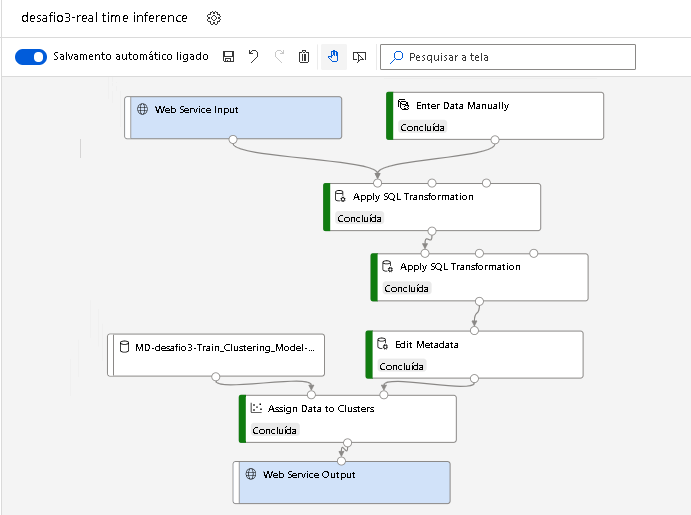 desafio3-real time inference
Salvamento automático ligado
Pesquisar a tela
Web Service Input
Enter Data Manually
Concluída
Apply SQL Transformation
Concluída
Apply SQL Transformation
Concluída
MD-desafio3-Train_Clustering_Model-...
Edit Metadata
Concluída
Assign Data to Clusters
Concluída
Web Service Output